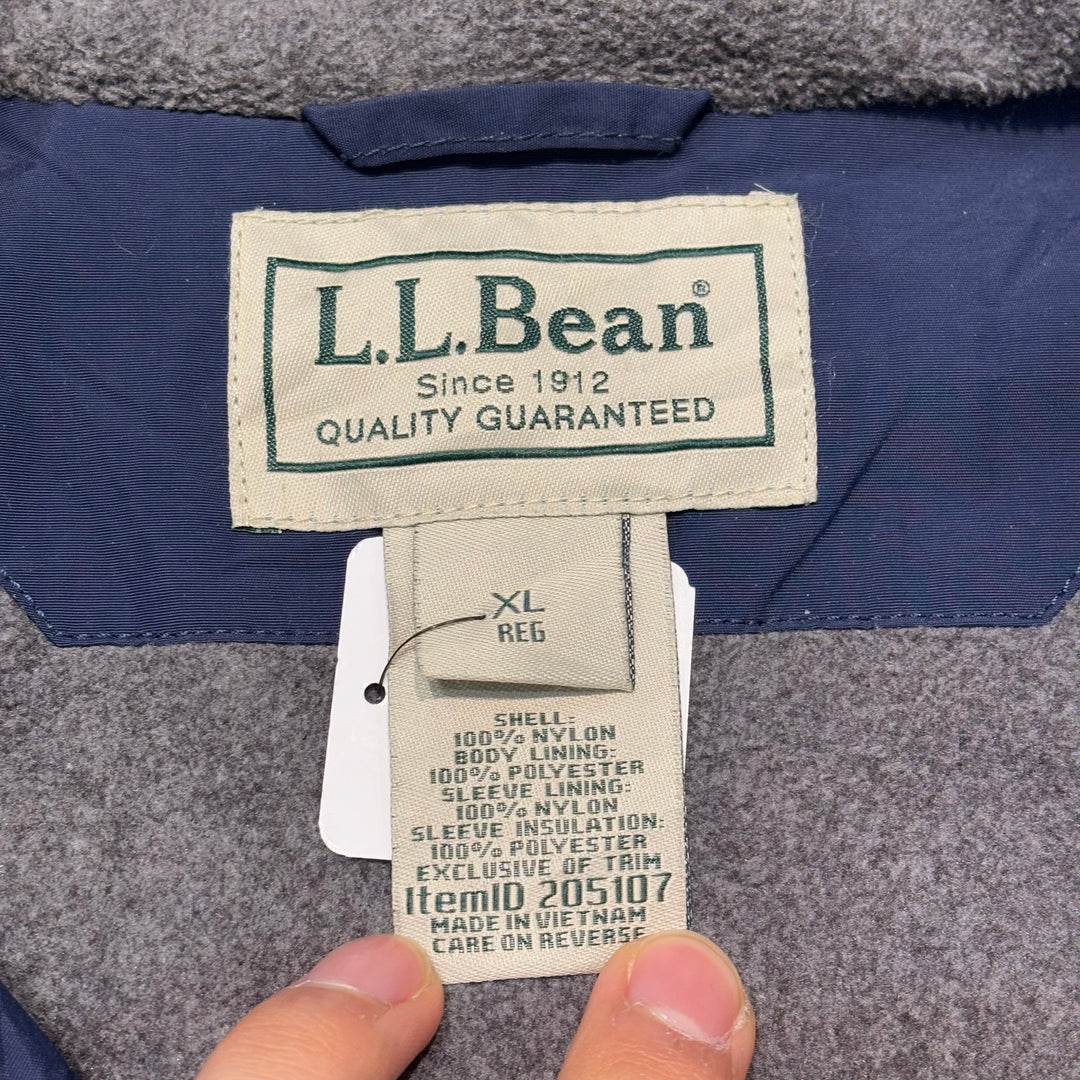 L.L.Bean®
Since 1912
QUALITY GUARANTEED
XL
REG
SHELL:
100% NYLON
BODY LINING:
100% POLYESTER
SLEEVE LINING:
100% NYLON
SLEEVE INSULATION:
100% POLYESTER
EXCLUSIVE OF TRIM
ItemID 205107
MADE IN VIETNAM
CARE ON REVERSE